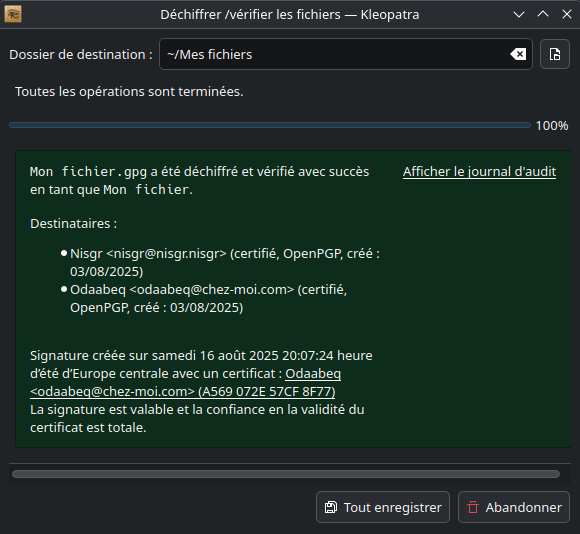 Déchiffrer /vérifier les fichiers — Kleopatra
Dossier de destination : ~/Mes fichiers
Toutes les opérations sont terminées.
100%
Mon fichier.gpg a été déchiffré et vérifié avec succès
en tant que Mon fichier.
Afficher le journal d'audit
Destinataires :
• Nisgr <nisgr@nisgr.nisgr> (certifié, OpenPGP, créé :
03/08/2025)
• Odaabeq <odaabeq@chez-moi.com> (certifié,
OpenPGP, créé : 03/08/2025)
Signature créée sur samedi 16 août 2025 20:07:24 heure
d’été d’Europe centrale avec un certificat : Odaabeq
<odaabeq@chez-moi.com> (A569 072E 57CF 8F77)
La signature est valable et la confiance en la validité du
certificat est totale.
Tout enregistrer
Abandonner